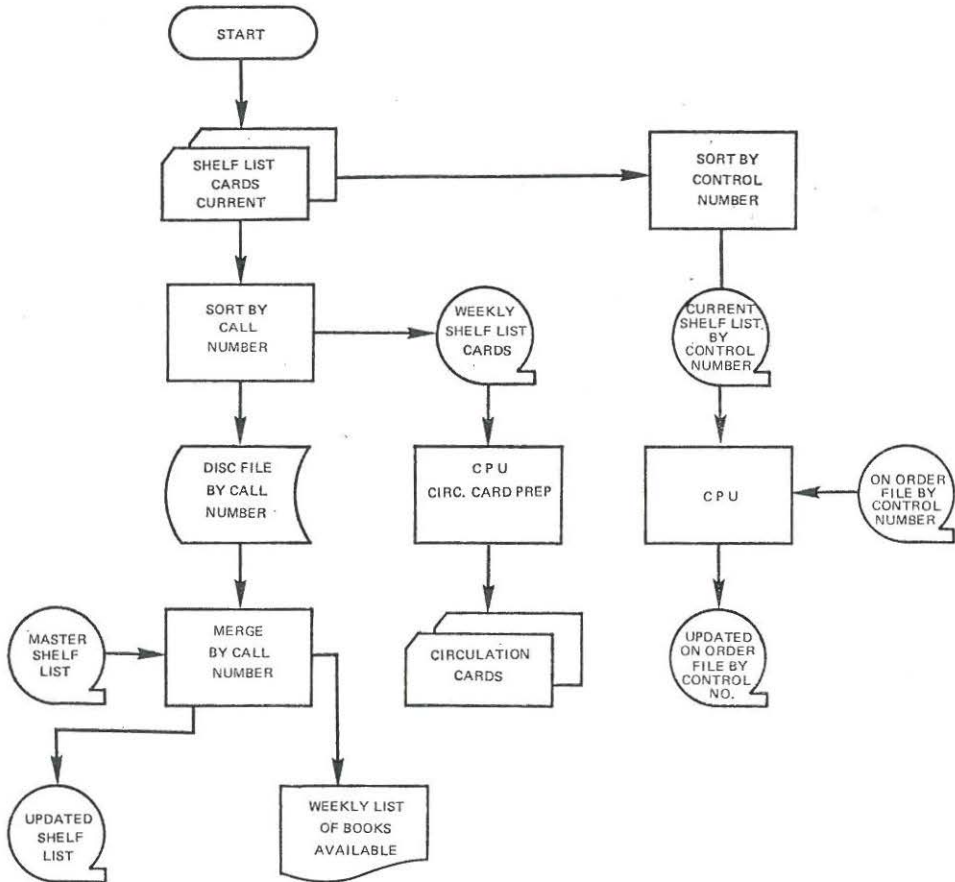 START
SHELF LIST
CARDS
CURRENT
SORT BY
CONTROL
NUMBER
SORT BY
CALL
NUMBER
WEEKLY
SHELF LIST
CARDS
CURRENT
SHELF LIST
BY
CONTROL
NUMBER
DISC FILE
BY CALL
NUMBER
CPU
CIRC. CARD PREP
CPU
ON ORDER
FILE BY
CONTROL
NUMBER
MASTER
SHELF
LIST
MERGE
BY CALL
NUMBER
CIRCULATION
CARDS
UPDATED
ON ORDER
FILE BY
CONTROL
NO.
UPDATED
SHELF
LIST
WEEKLY LIST
OF BOOKS
AVAILABLE